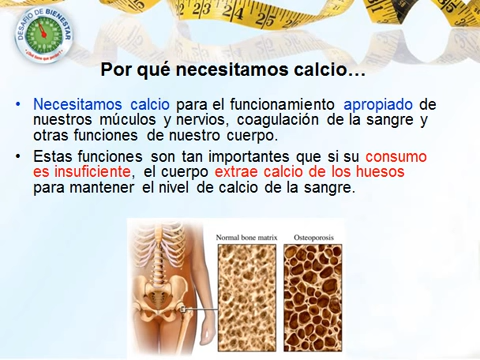 DESAFIO DE BIENESTAR
Por qué necesitamos calcio…
• Necesitamos calcio para el funcionamiento apropiado de
nuestros múculos y nervios, coagulación de la sangre y
otras funciones de nuestro cuerpo.
• Estas funciones son tan importantes que si su consumo
es insuficiente, el cuerpo extrae calcio de los huesos
para mantener el nivel de calcio de la sangre.
Normal bone matrix
Osteoporosis